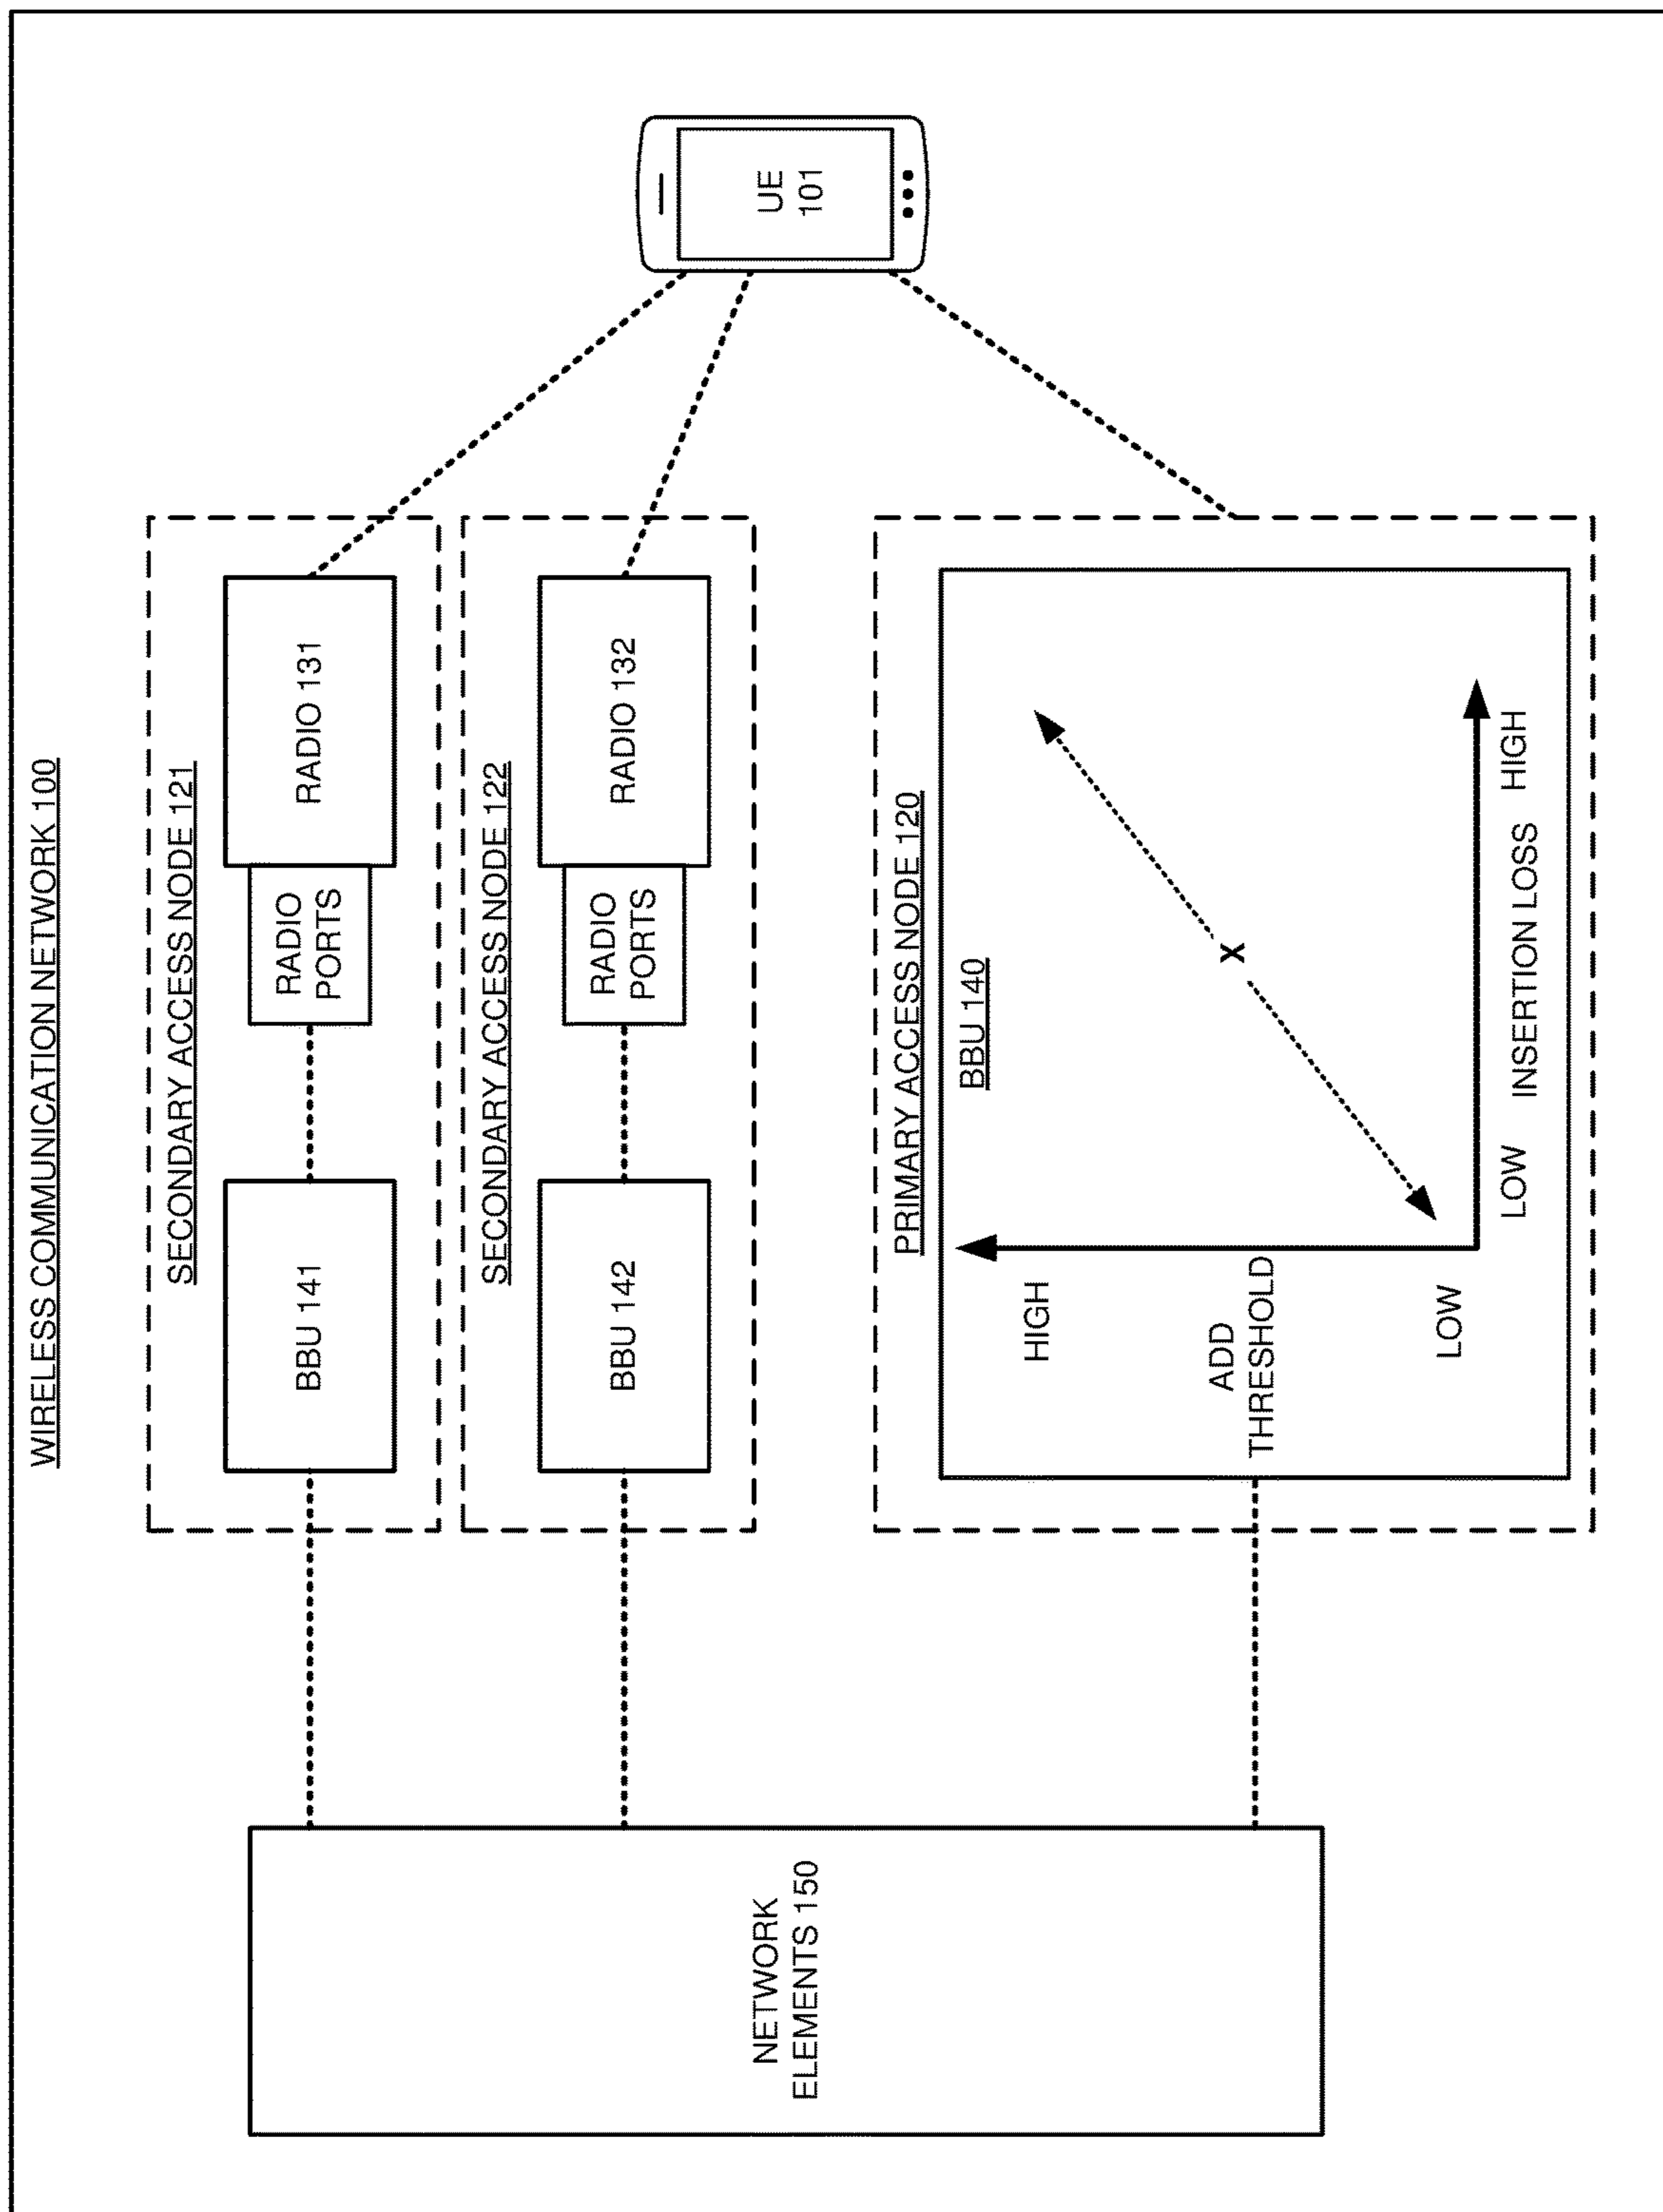 WIRELESS COMMUNICATION NETWORK 100
SECONDARY ACCESS NODE 121
BBU 141
RADIO
PORTS
RADIO 131
SECONDARY ACCESS NODE 122
BBU 142
RADIO
PORTS
RADIO 132
UE
101
NETWORK
ELEMENTS 150
PRIMARY ACCESS NODE 120
BBU 140
HIGH
ADD
THRESHOLD
LOW
X
LOW
INSERTION LOSS
HIGH